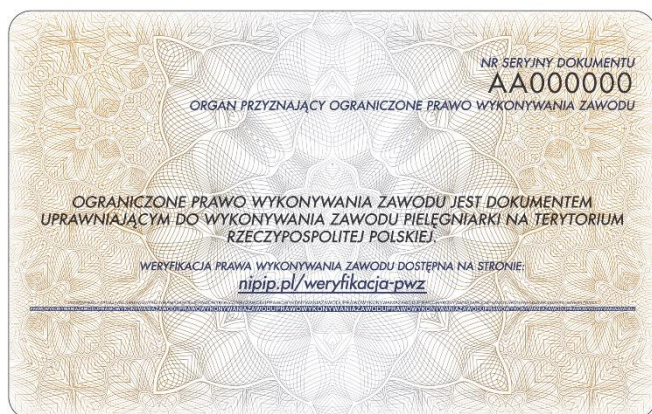 NR SERYJNY DOKUMENTU
AA000000
ORGAN PRZYZNAJĄCY OGRANICZONE PRAWO WYKONYWANIA ZAWODU
OGRANICZONE PRAWO WYKONYWANIA ZAWODU JEST DOKUMENTEM
UPRAWNIAJĄCYM DO WYKONYWANIA ZAWODU PIELĘGNIARKI NA TERYTORIUM
RZECZYPOSPOLITEJ POLSKIEJ.
WERYFIKACJA PRAWA WYKONYWANIA ZAWODU DOSTĘPNA NA STRONIE:
nipip.pl/weryfikacja-pwz